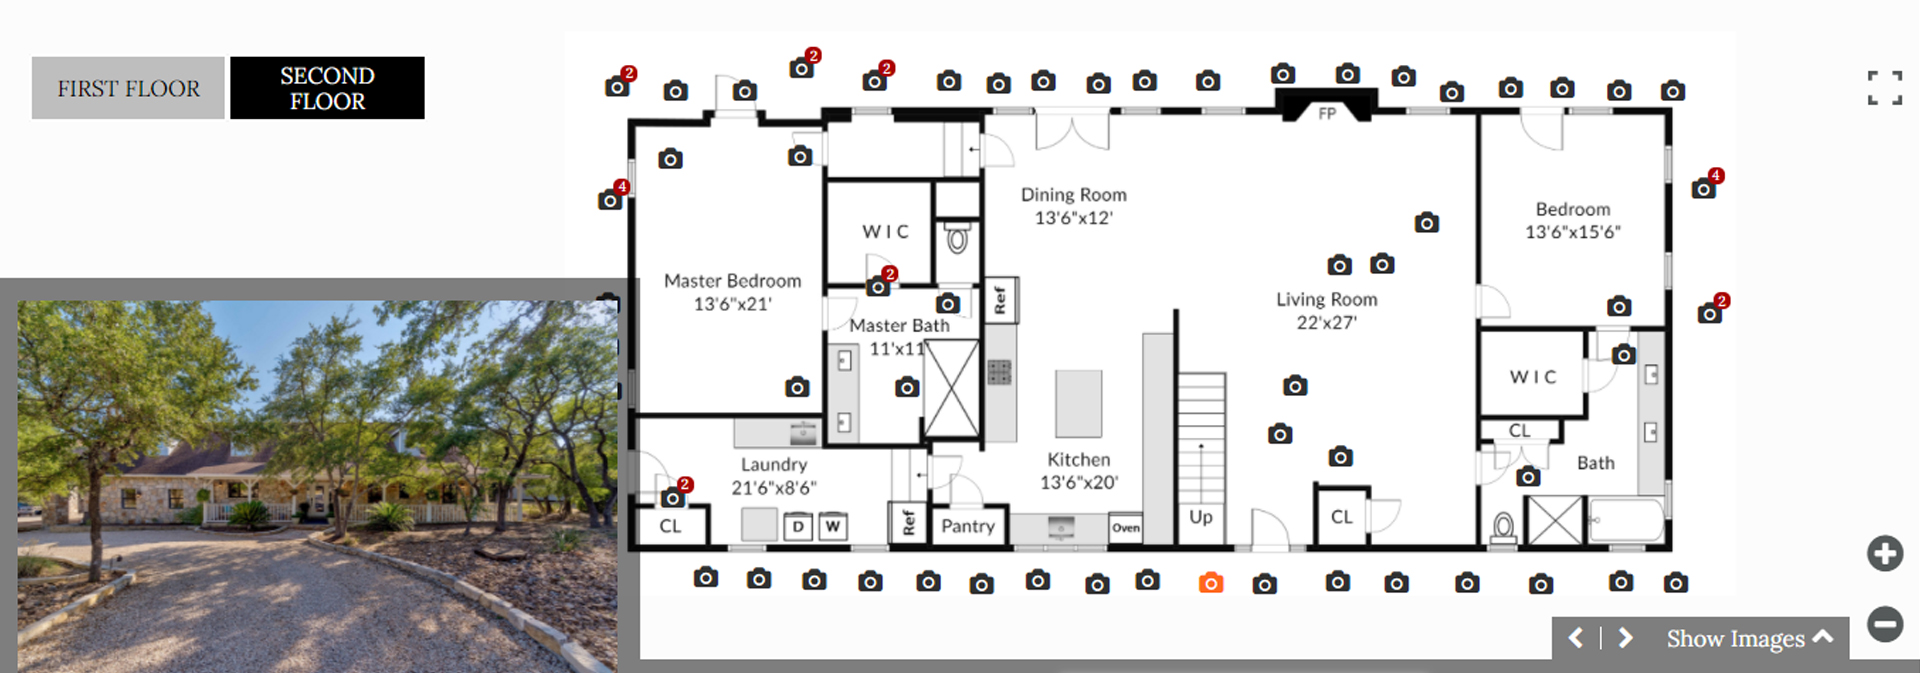 FIRST FLOOR
SECOND
FLOOR
2
2
2
FP
4
4
Dining Room
13'6"x12'
Bedroom
13'6"x15'6"
W I C
2
Master Bedroom
13'6"x21'
Ref
Living Room
22'x27'
2
Master Bath
11'x11'
W I C
CL
Laundry
21'6"x8'6"
Kitchen
13'6"x20'
Bath
2
CL
D
W
Ref
Pantry
Oven
Up
CL
Show Images